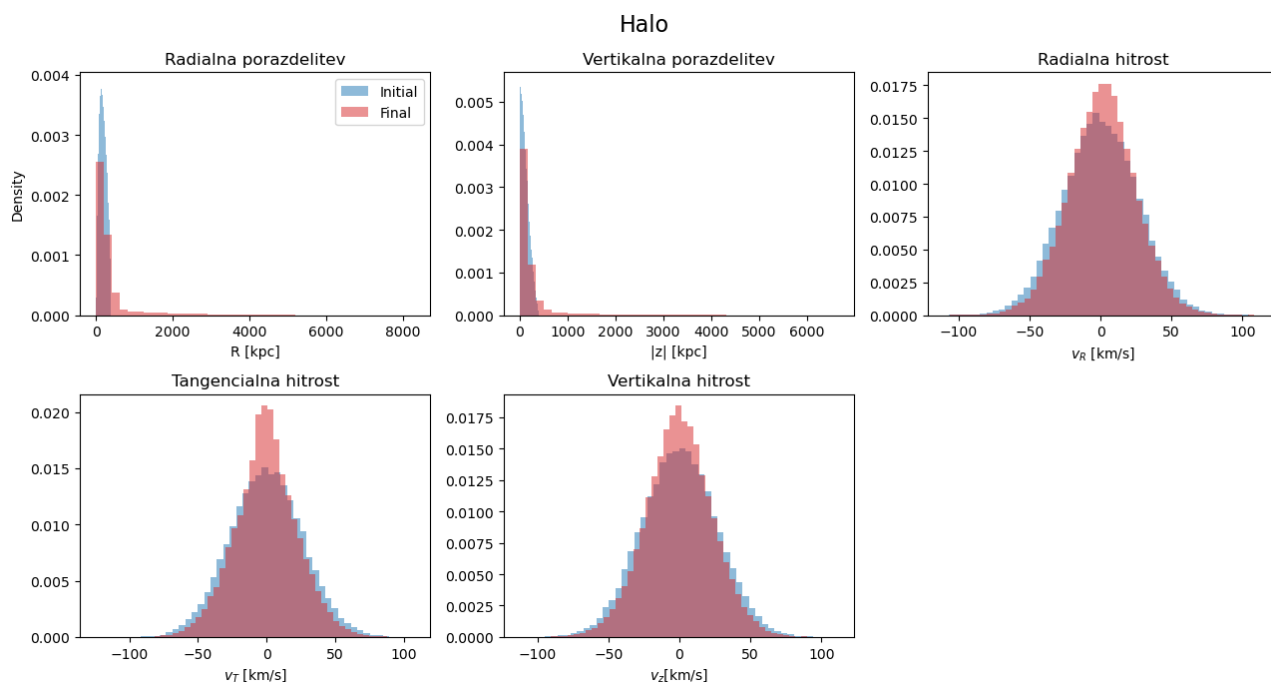 Halo
Radialna porazdelitev
Density
0.004
0.003
0.002
0.001
0.000
Initial
Final
0 2000 4000 6000 8000
R [kpc]
Vertikalna porazdelitev
0.005
0.004
0.003
0.002
0.001
0.000
0 1000 2000 3000 4000 5000 6000
|z| [kpc]
Radialna hitrost
0.0175
0.0150
0.0125
0.0100
0.0075
0.0050
0.0025
0.0000
−100 −50 0 50 100
v_R [km/s]
Tangencialna hitrost
0.020
0.015
0.010
0.005
0.000
−100 −50 0 50 100
v_T [km/s]
Vertikalna hitrost
0.0175
0.0150
0.0125
0.0100
0.0075
0.0050
0.0025
0.0000
−100 −50 0 50 100
v_z[km/s]